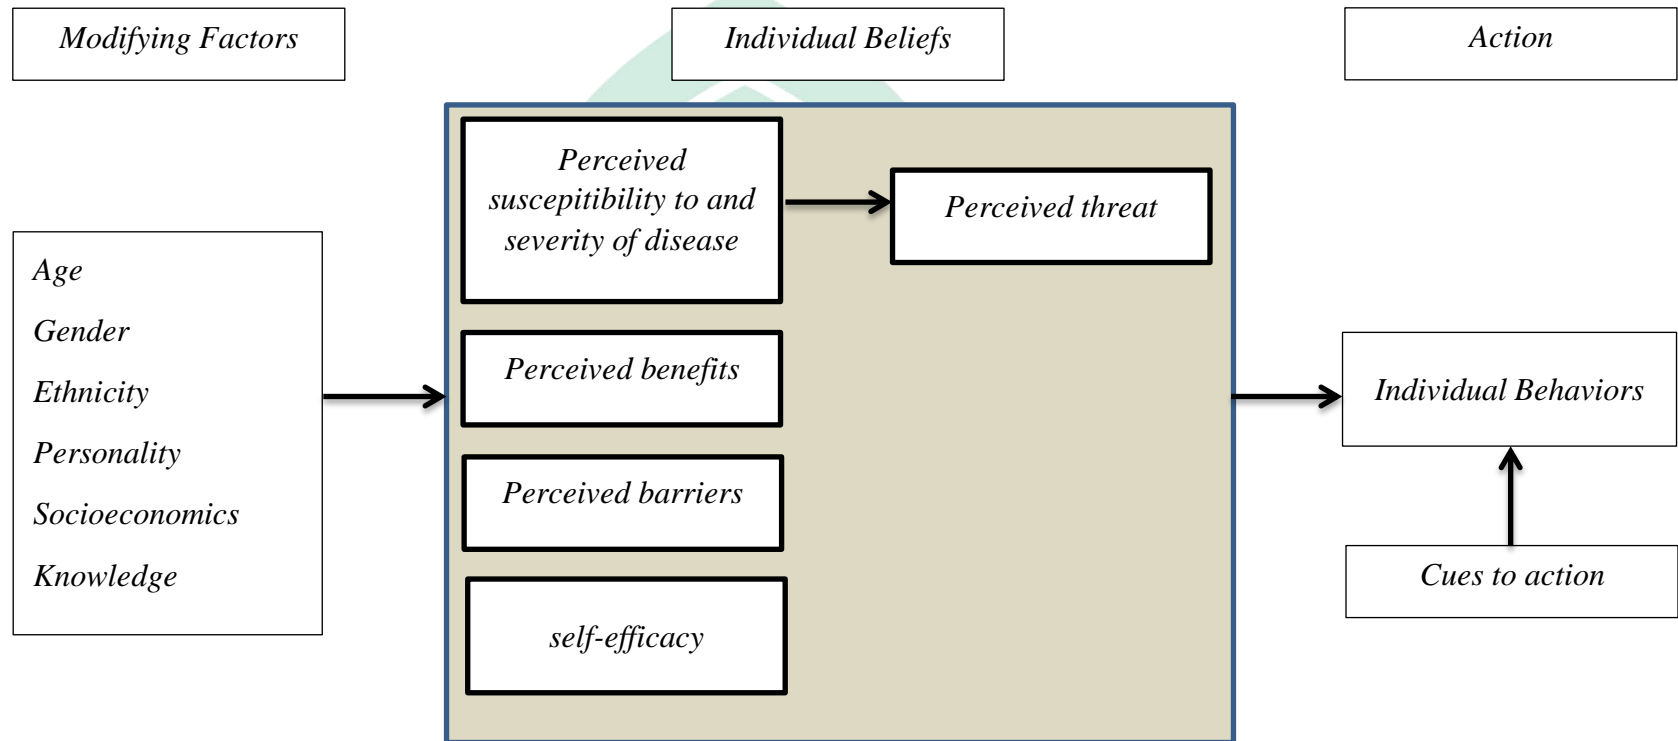 Modifying Factors
Individual Beliefs
Action
Age
Gender
Ethnicity
Personality
Socioeconomics
Knowledge
Perceived
suscepitibility to and
severity of disease
Perceived threat
Perceived benefits
Perceived barriers
self-efficacy
Individual Behaviors
Cues to action